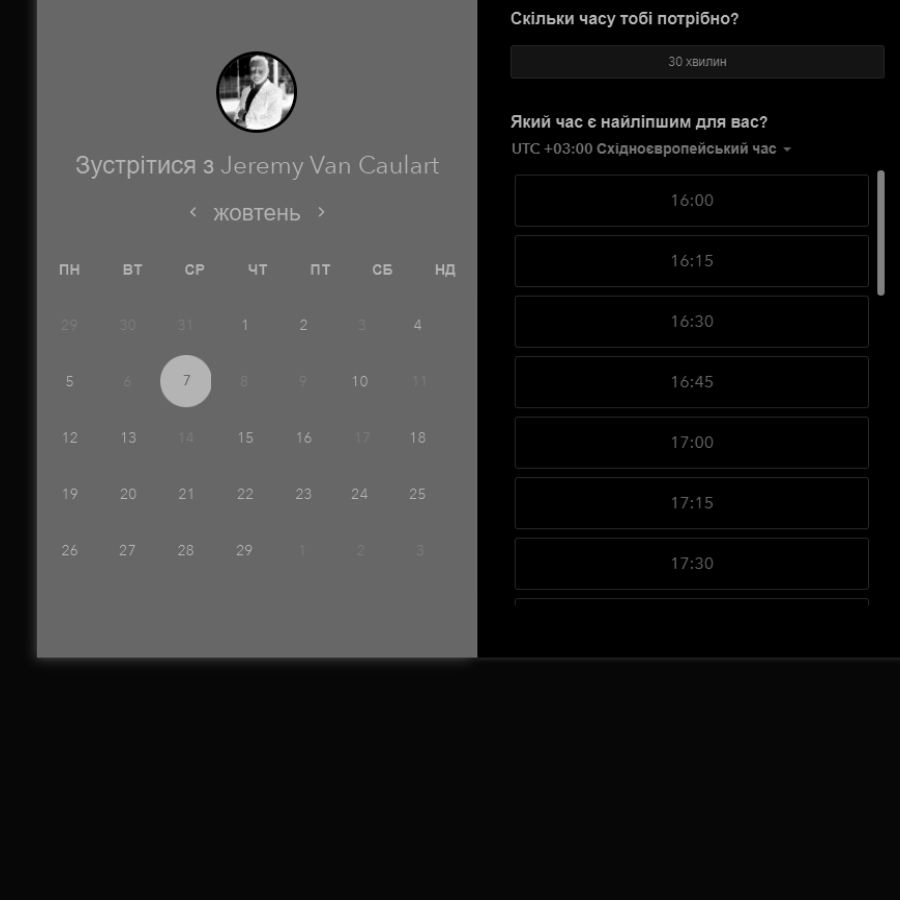 Зустрітися з Jeremy Van Caulart
жовтень
ПН ВТ СР ЧТ ПТ СБ НД
29 30 31 1 2 3 4
5 6 7 8 9 10 11
12 13 14 15 16 17 18
19 20 21 22 23 24 25
26 27 28 29 1 2 3
Скільки часу тобі потрібно?
30 хвилин
Який час є найліпшим для вас?
UTC +03:00 Східноєвропейський час
16:00
16:15
16:30
16:45
17:00
17:15
17:30